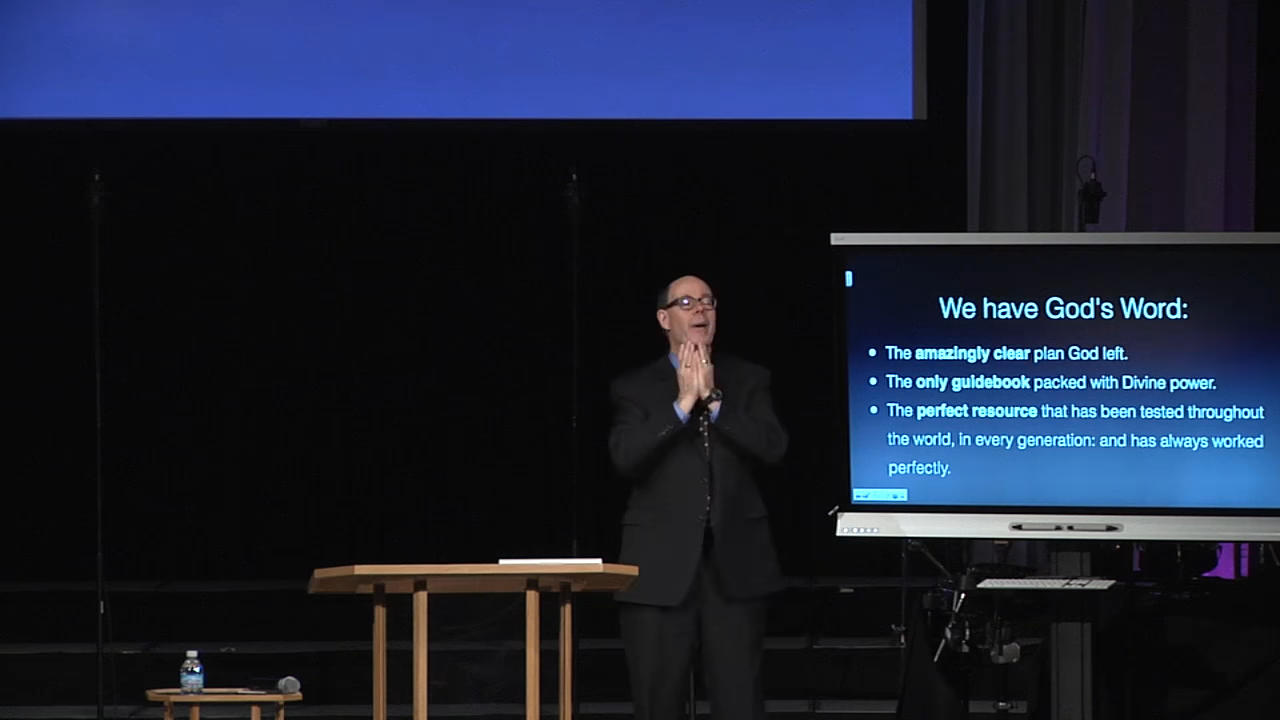 We have God's Word:
• The amazingly clear plan God left.
• The only guidebook packed with Divine power.
• The perfect resource that has been tested throughout
the world, in every generation: and has always worked
perfectly.